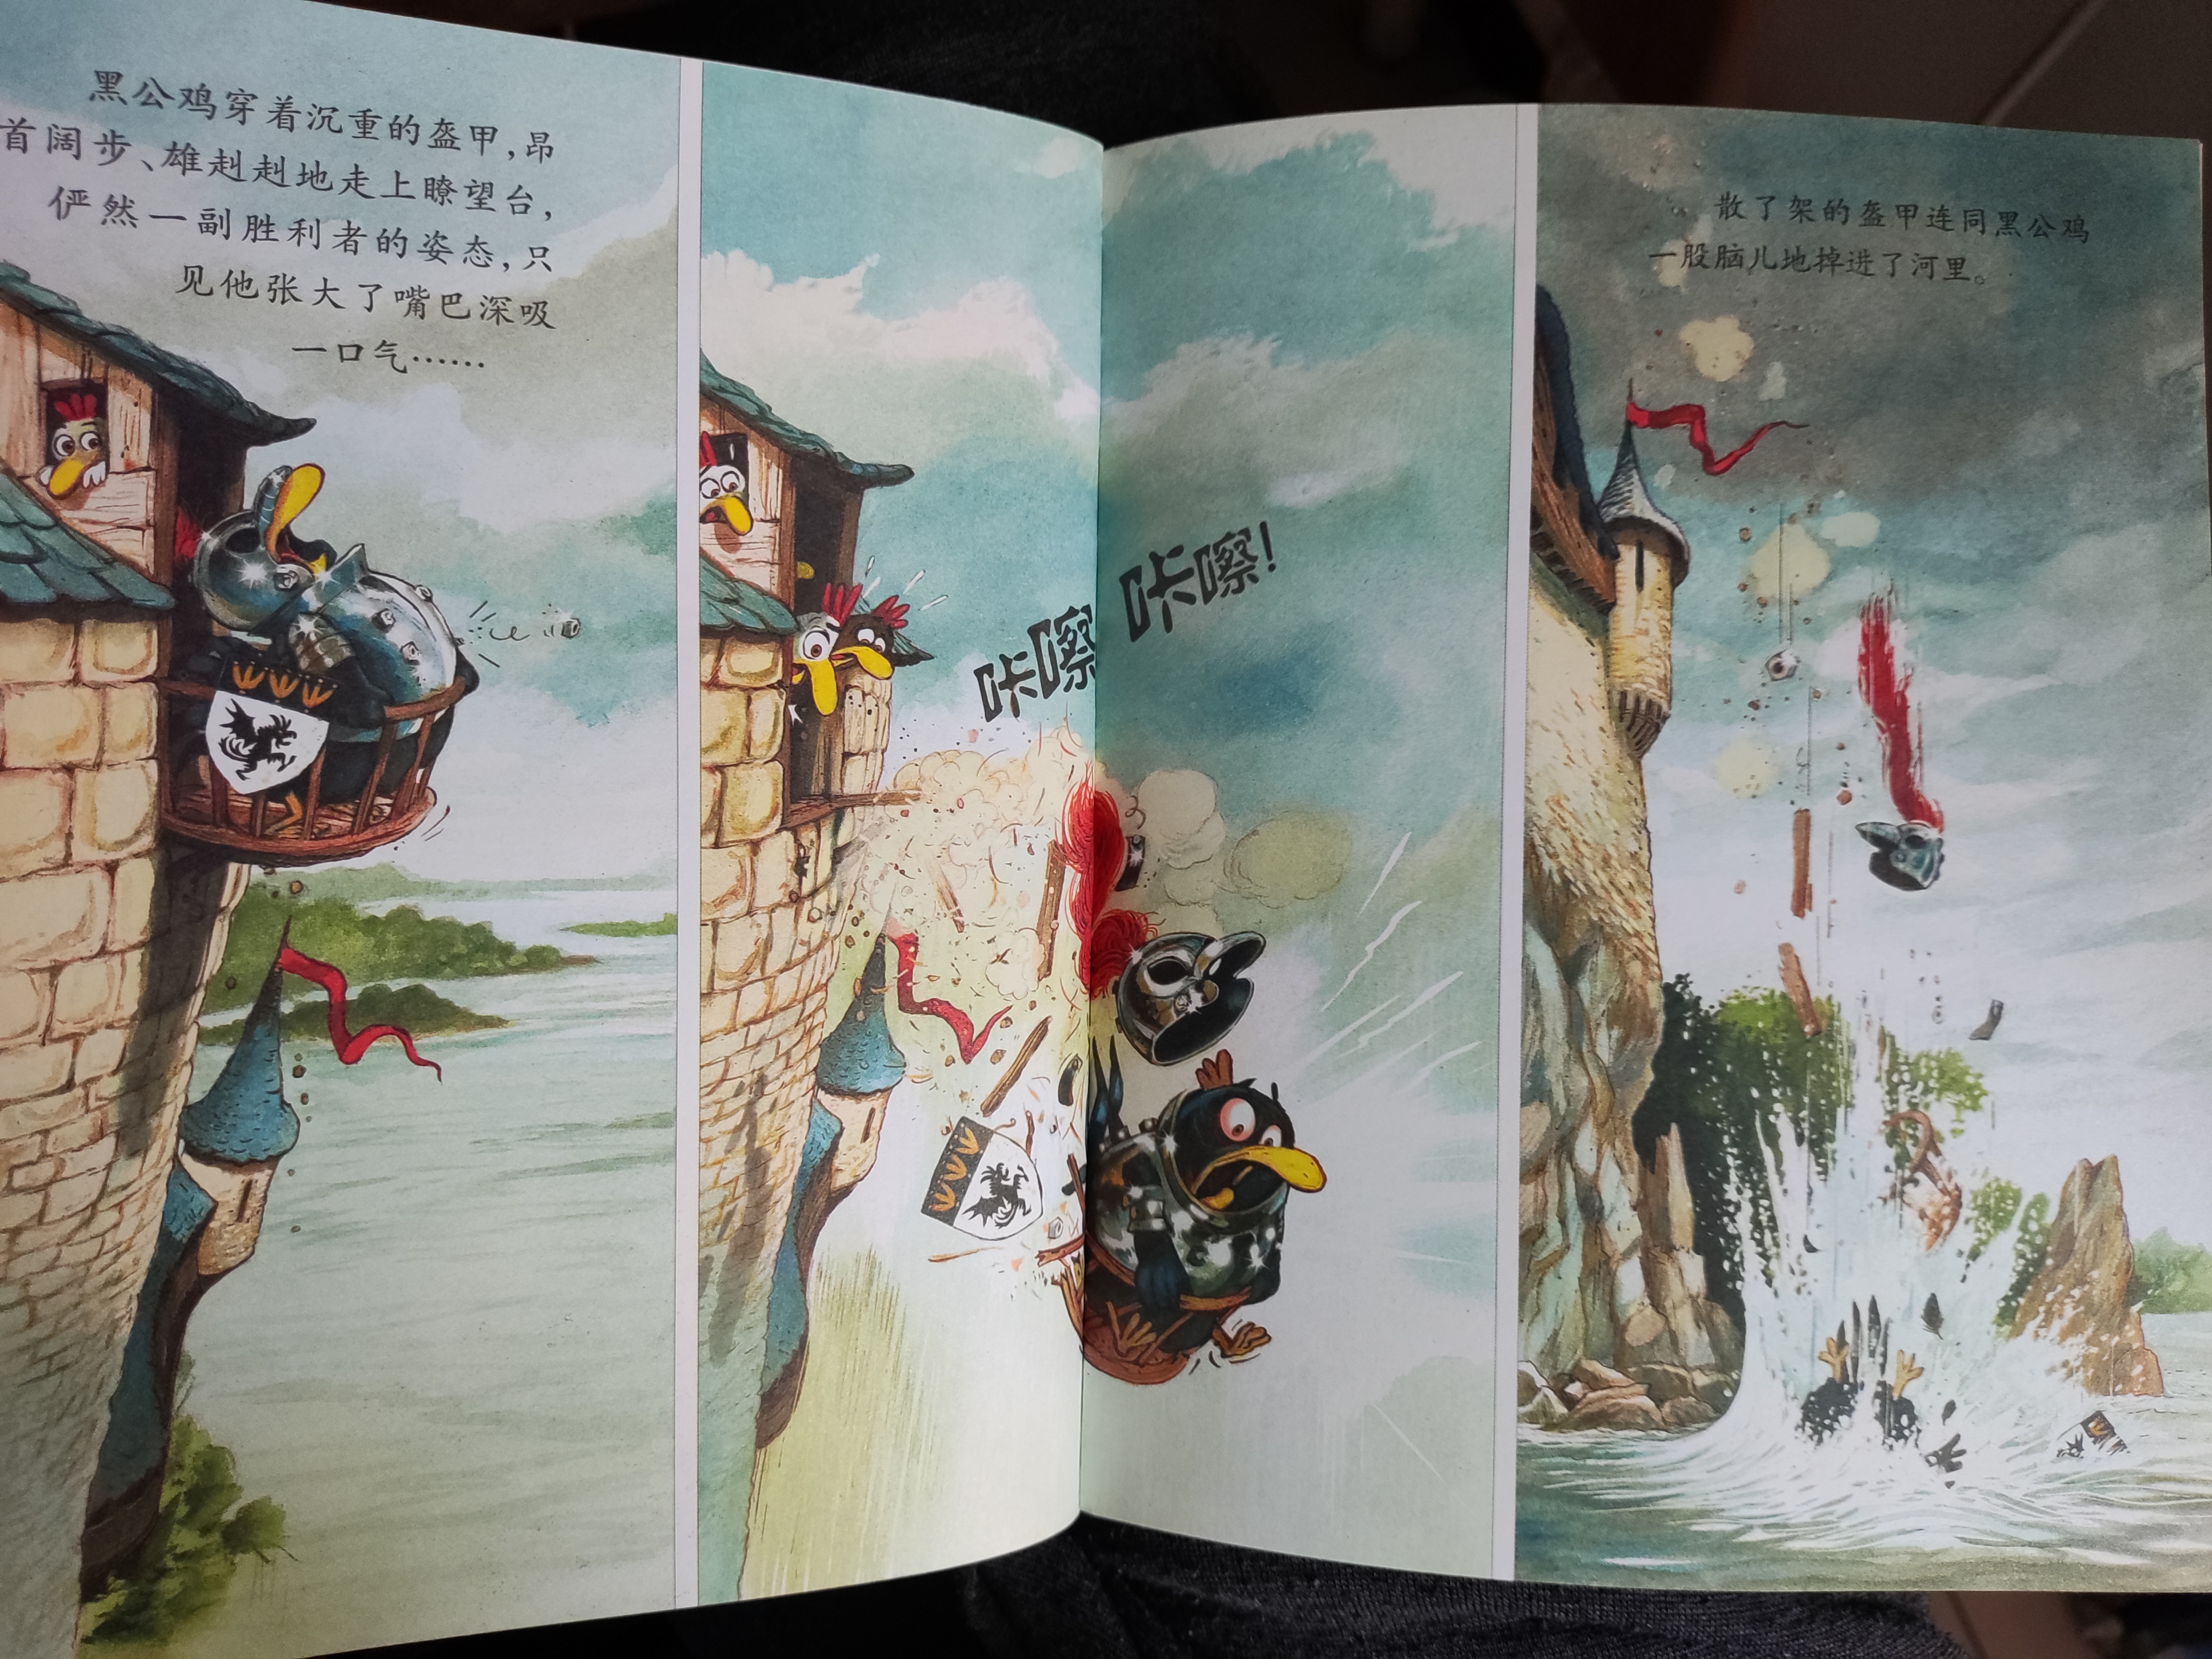 黑公鸡穿着沉重的盔甲,昂
首阔步、雄赳赳地走上瞭望台,
俨然一副胜利者的姿态,只
见他张大了嘴巴深吸
一口气……
咔嚓
咔嚓!
散了架的盔甲连同黑公鸡
一股脑儿地掉进了河里。